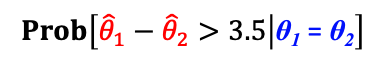 Prob[θ̂₁ − θ̂₂ > 3.5|θ₁ = θ₂]